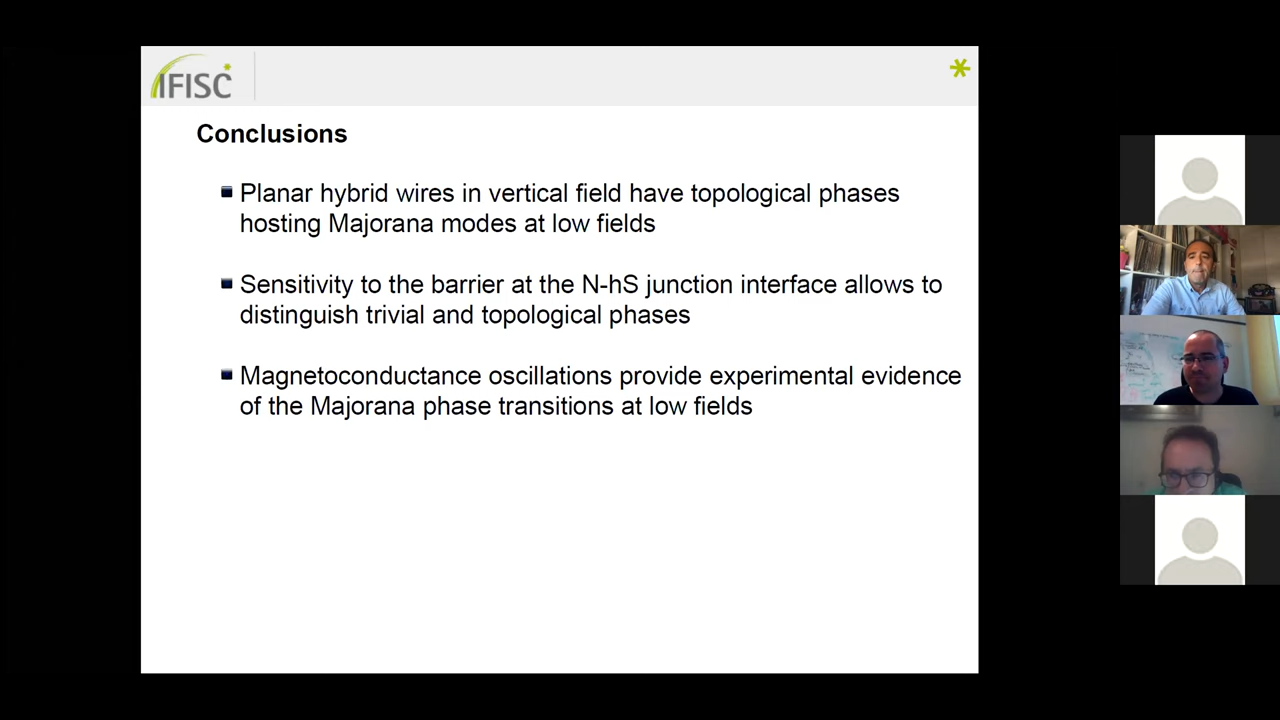 IFISC
Conclusions
Planar hybrid wires in vertical field have topological phases
hosting Majorana modes at low fields
Sensitivity to the barrier at the N-hS junction interface allows to
distinguish trivial and topological phases
Magnetoconductance oscillations provide experimental evidence
of the Majorana phase transitions at low fields